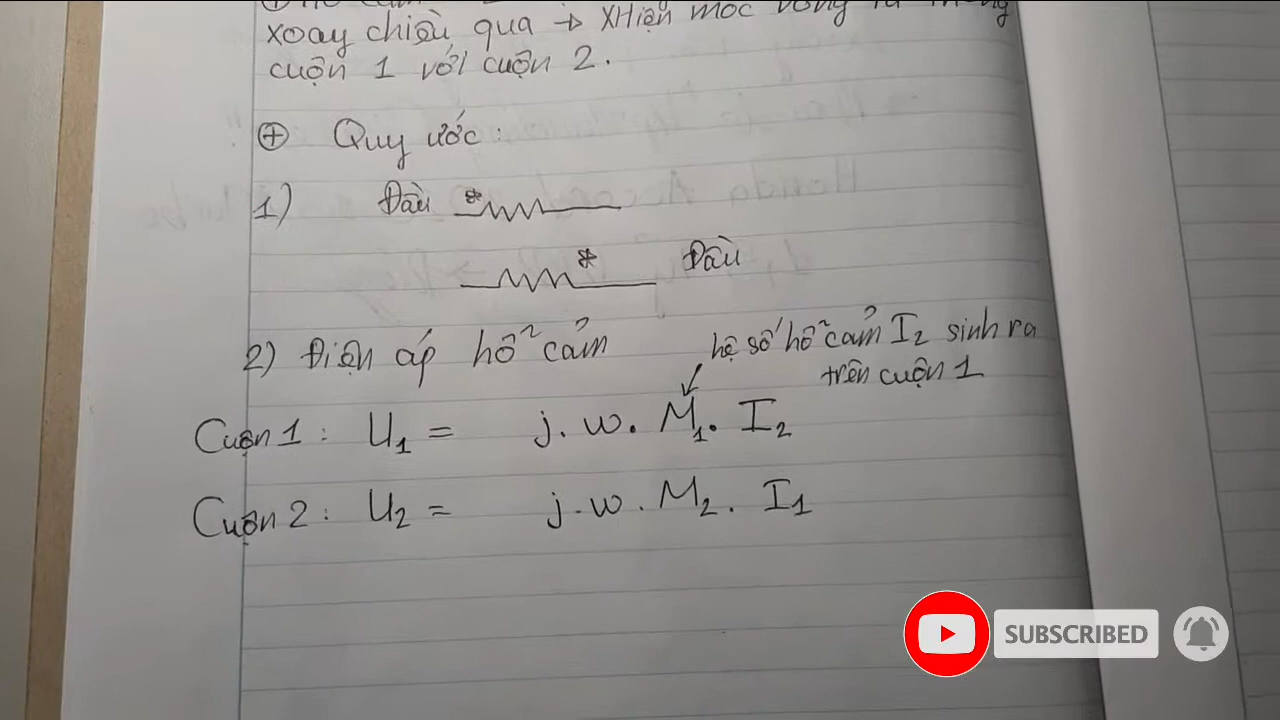 xoay chiều qua → XHiện móc vòng từ thông
cuộn 1 với cuộn 2.
⊕ Quy ước:
1) Đầu *
* Đầu
2) Điện áp hỗ cảm
hệ số hỗ cảm I₂ sinh ra
trên cuộn 1
Cuộn 1 : U₁ = j. w. M₁. I₂
Cuộn 2 : U₂ = j. w. M₂. I₁
SUBSCRIBED